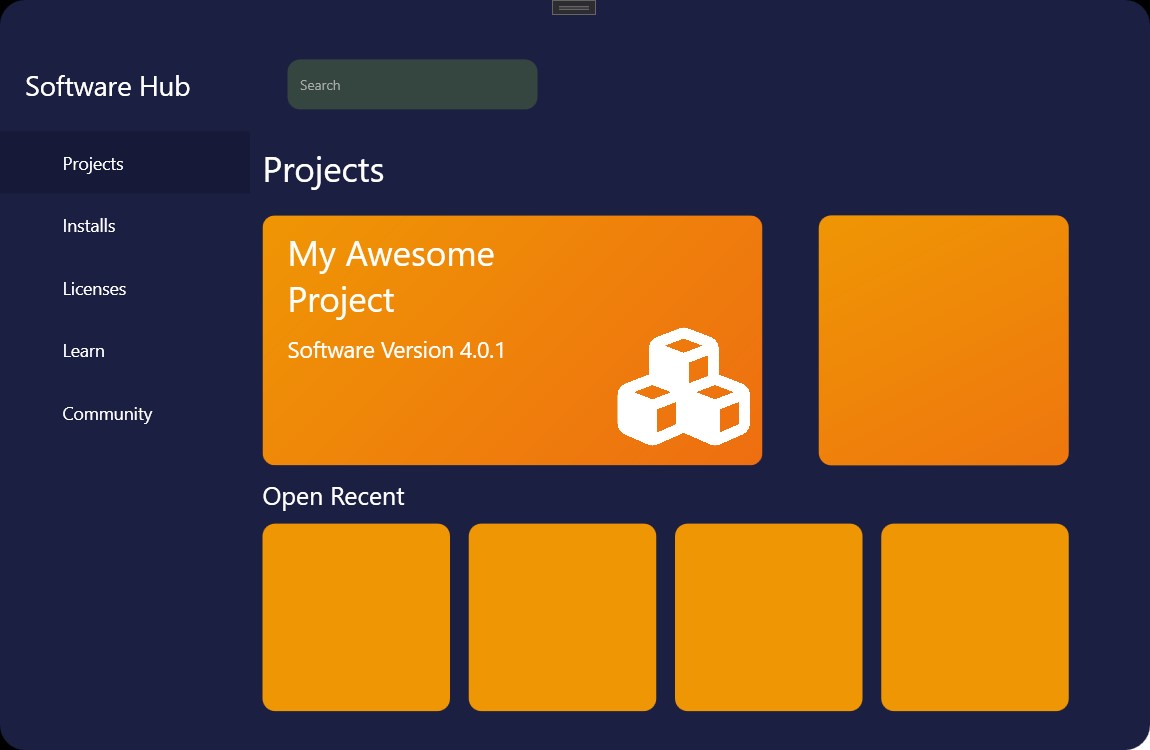 Software Hub
Search
Projects
Installs
Licenses
Learn
Community
Projects
My Awesome
Project
Software Version 4.0.1
Open Recent